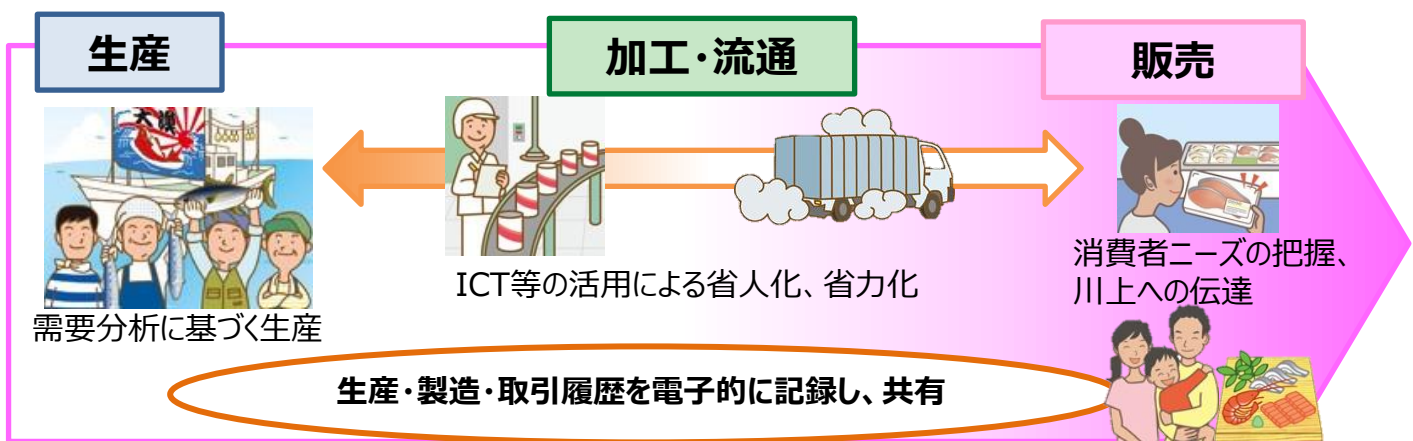 生産
加工・流通
販売
大漁
需要分析に基づく生産
ICT等の活用による省人化、省力化
消費者ニーズの把握、
川上への伝達
生産・製造・取引履歴を電子的に記録し、共有